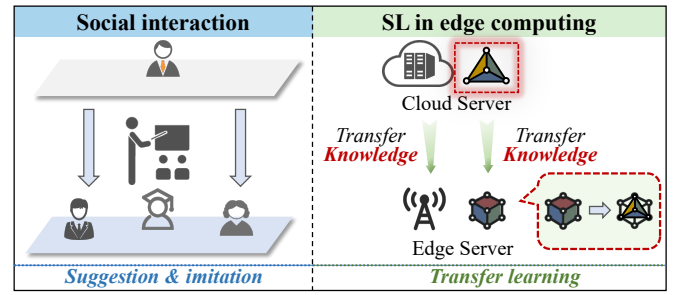 Social interaction
SL in edge computing
Cloud Server
Transfer
Knowledge
Transfer
Knowledge
Edge Server
Suggestion & imitation
Transfer learning